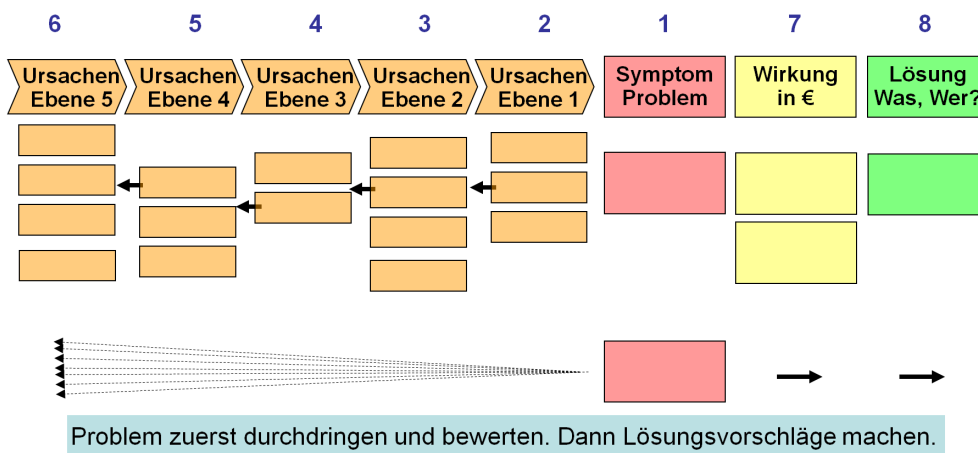 6 5 4 3 2 1 7 8
Ursachen
Ebene 5
Ursachen
Ebene 4
Ursachen
Ebene 3
Ursachen
Ebene 2
Ursachen
Ebene 1
Symptom
Problem
Wirkung
in €
Lösung
Was, Wer?
Problem zuerst durchdringen und bewerten. Dann Lösungsvorschläge machen.